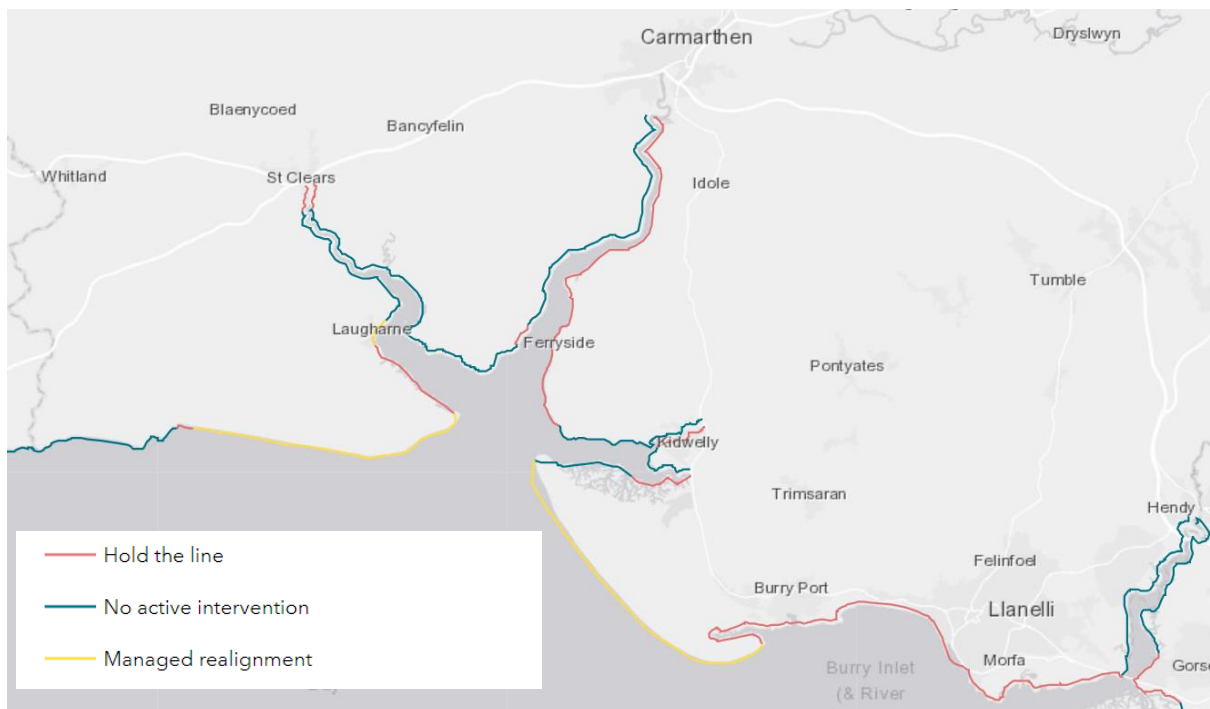 Carmarthen
Dryslwyn
Blaenycoed
Bancyfelin
Whitland
St Clears
Idole
Tumble
Laugharne
Ferryside
Pontyates
Kidwelly
Trimsaran
Hendy
Hold the line
No active intervention
Managed realignment
Felinfoel
Burry Port
Llanelli
Morfa
Burry Inlet
(& River
Gorse